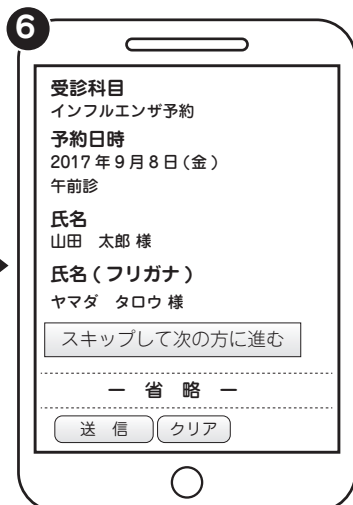 6
受診科目
インフルエンザ予約
予約日時
2017年9月8日(金)
午前診
氏名
山田　太郎 様
氏名(フリガナ)
ヤマダ　タロウ 様
スキップして次の方に進む
ー 省 略 ー
送 信　クリア